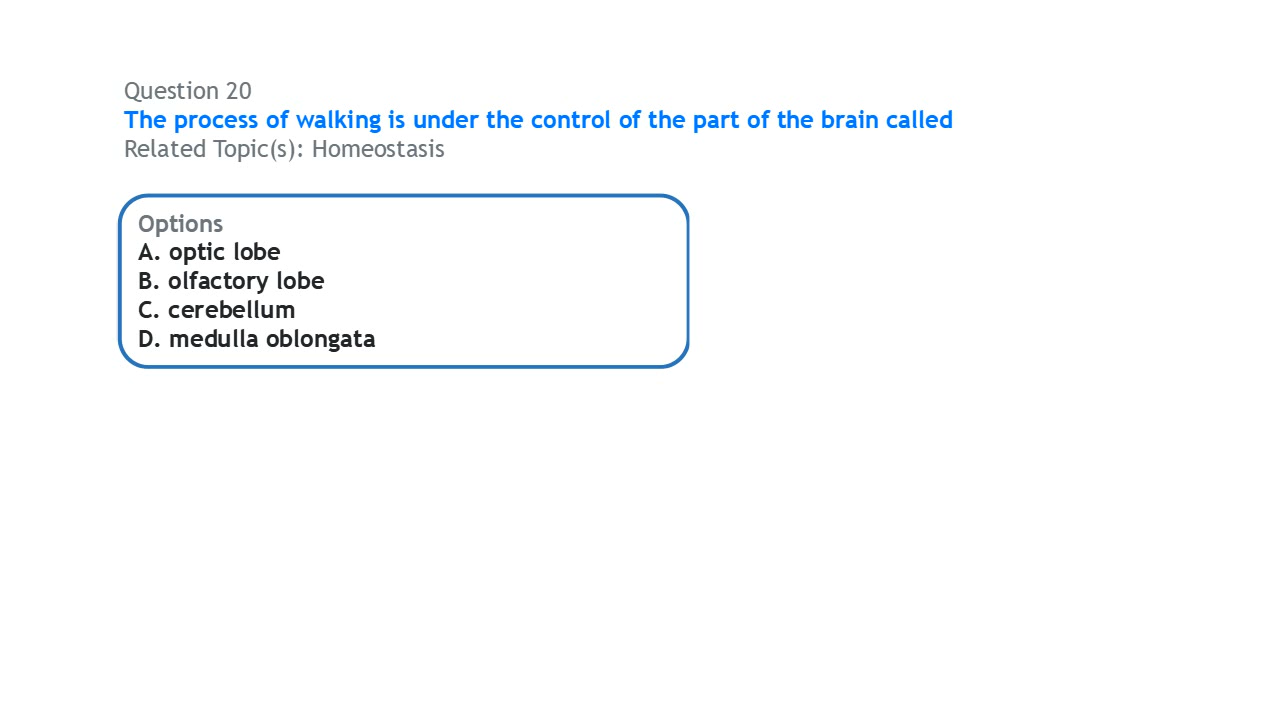 Question 20
The process of walking is under the control of the part of the brain called
Related Topic(s): Homeostasis
Options
A. optic lobe
B. olfactory lobe
C. cerebellum
D. medulla oblongata